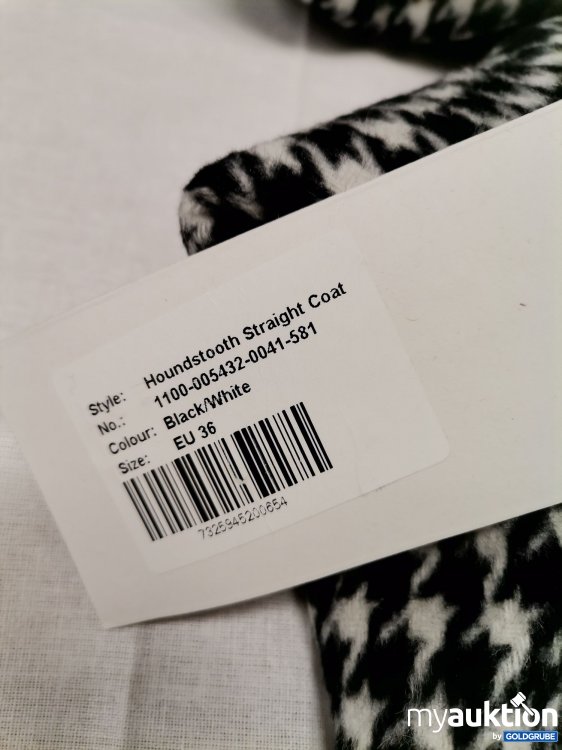 Style: Houndstooth Straight Coat
No.: 1100-005432-0041-581
Colour: Black/White
Size: EU 36
7325945200654
myauktion
by GOLDGRUBE